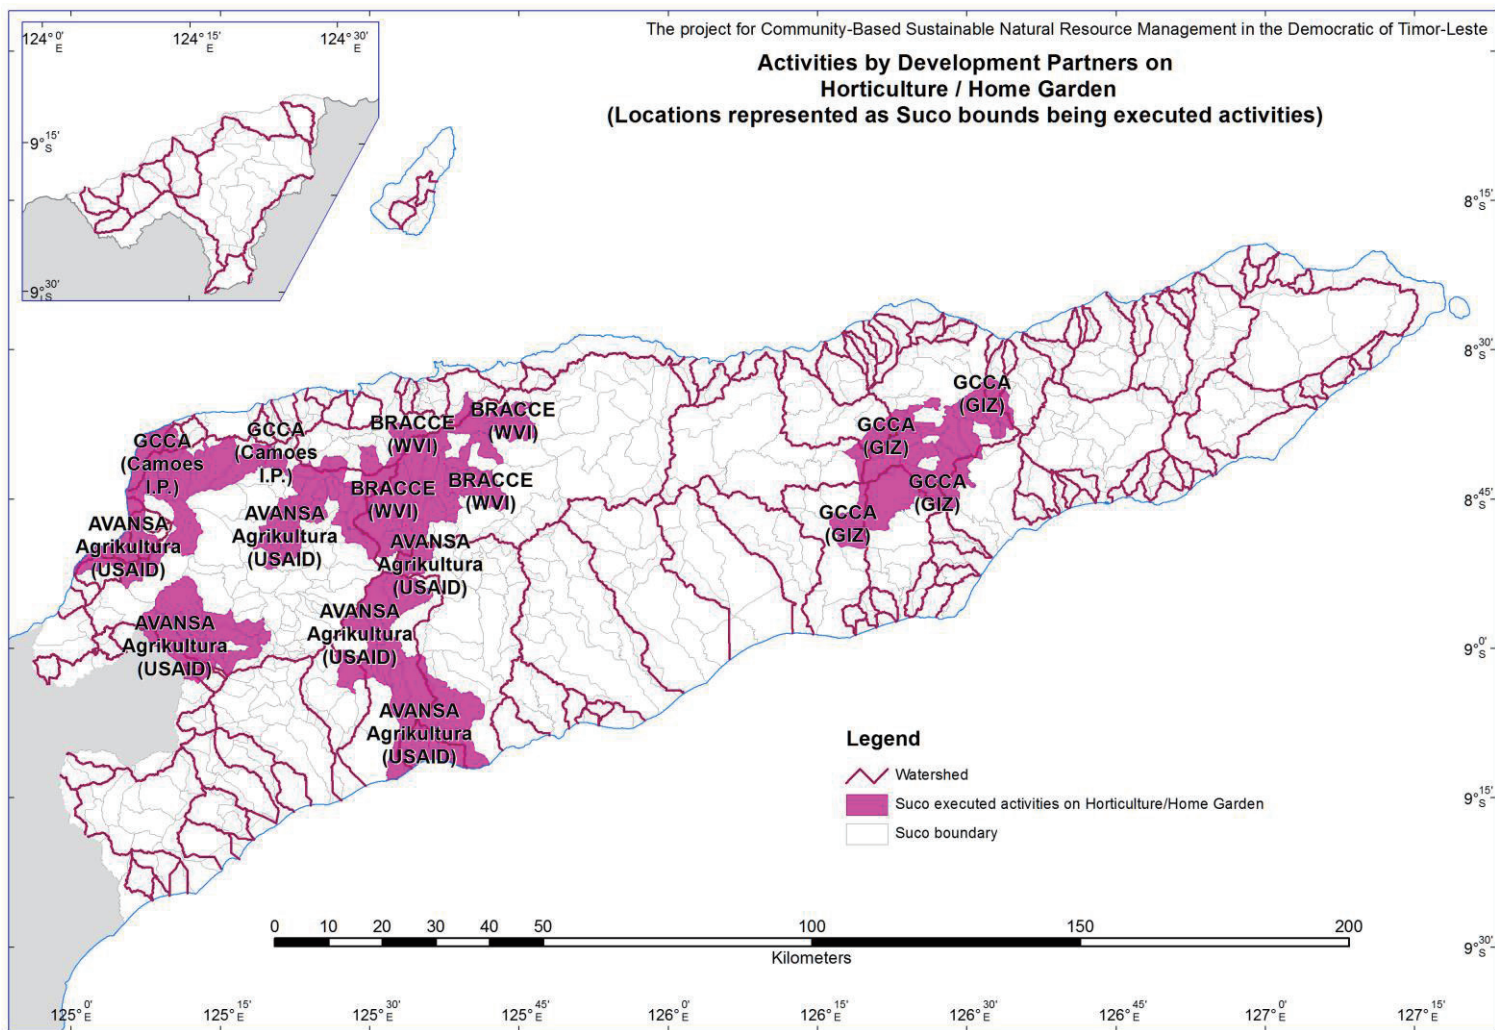 The project for Community-Based Sustainable Natural Resource Management in the Democratic of Timor-Leste
Activities by Development Partners on
Horticulture / Home Garden
(Locations represented as Suco bounds being executed activities)
124° 0' E
124° 15' E
124° 30' E
9° 15' S
9° 30' S
8° 15' S
8° 30' S
8° 45' S
9° 0' S
9° 15' S
9° 30' S
GCCA
(Camoes
I.P.)
GCCA
(Camoes
I.P.)
BRACCE
(WVI)
BRACCE
(WVI)
BRACCE
(WVI)
BRACCE
(WVI)
AVANSA
Agrikultura
(USAID)
AVANSA
Agrikultura
(USAID)
AVANSA
Agrikultura
(USAID)
AVANSA
Agrikultura
(USAID)
AVANSA
Agrikultura
(USAID)
AVANSA
Agrikultura
(USAID)
GCCA
(GIZ)
GCCA
(GIZ)
GCCA
(GIZ)
GCCA
(GIZ)
Legend
Watershed
Suco executed activities on Horticulture/Home Garden
Suco boundary
0 10 20 30 40 50 100 150 200
Kilometers
125° 0' E
125° 15' E
125° 30' E
125° 45' E
126° 0' E
126° 15' E
126° 30' E
126° 45' E
127° 0' E
127° 15' E